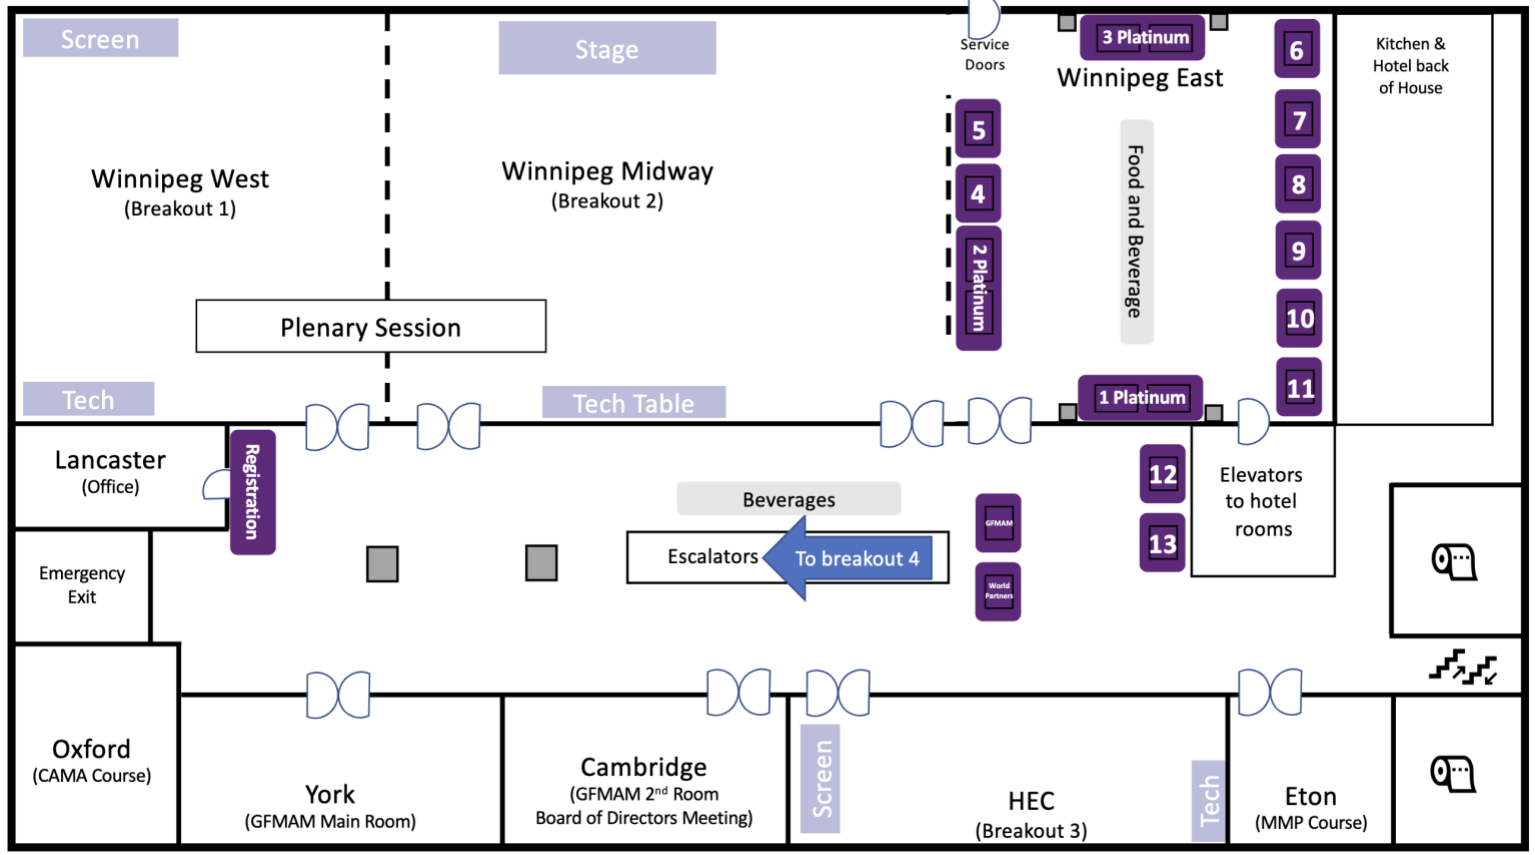 Screen
Stage
Service
Doors
3 Platinum
Winnipeg East
6
Kitchen &
Hotel back
of House
5
7
Winnipeg West
(Breakout 1)
Winnipeg Midway
(Breakout 2)
4
Food and Beverage
8
2 Platinum
9
Plenary Session
10
Tech
Tech Table
1 Platinum
11
Lancaster
(Office)
Registration
12
Elevators
to hotel
rooms
Beverages
GFMAM
13
Escalators
To breakout 4
Emergency
Exit
World
Partners
Oxford
(CAMA Course)
York
(GFMAM Main Room)
Cambridge
(GFMAM 2nd Room
Board of Directors Meeting)
Screen
HEC
(Breakout 3)
Tech
Eton
(MMP Course)